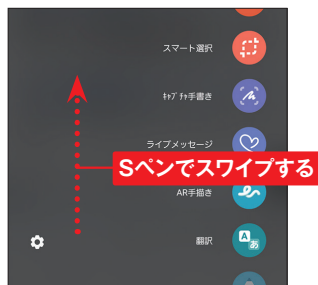 スマート選択
ｷｬﾌﾟﾁｬ手書き
ライブメッセージ
Sペンでスワイプする
AR手描き
翻訳
A
あ